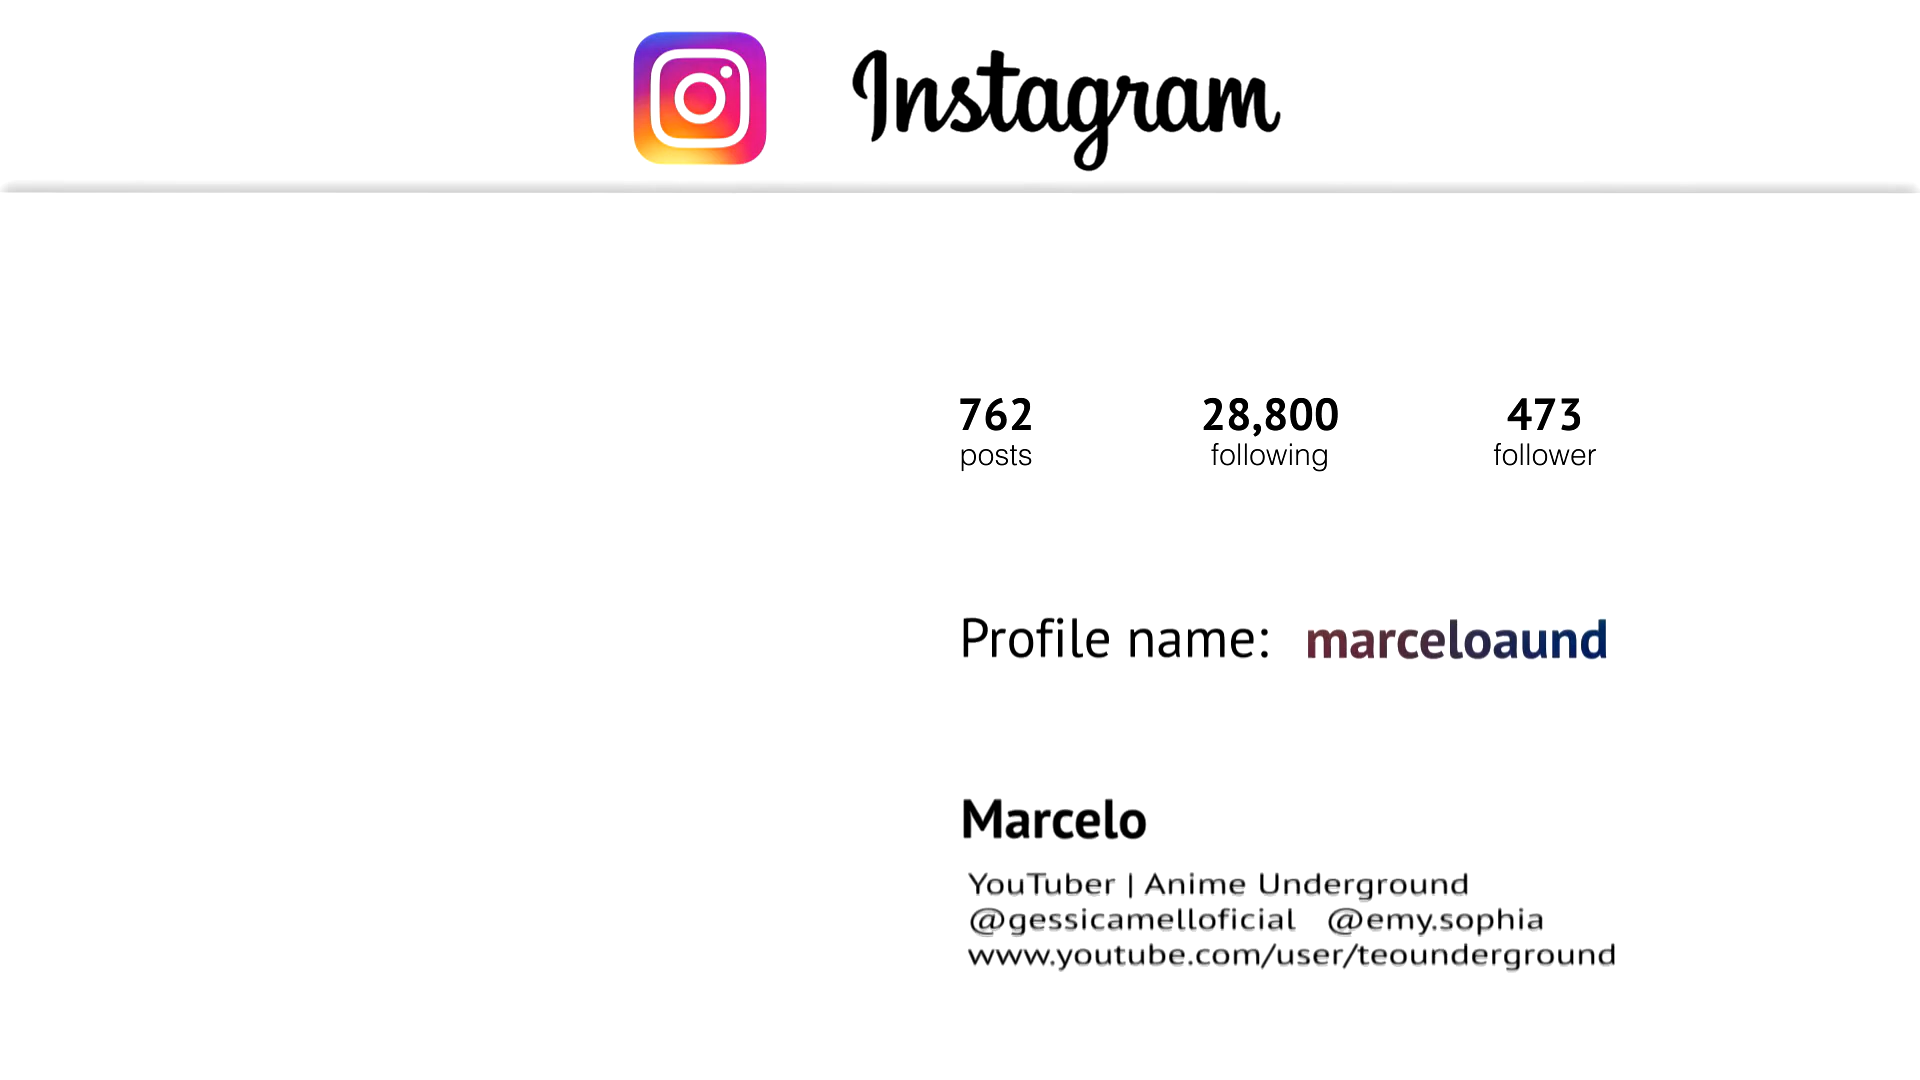 Instagram
762 28,800 473
posts following follower
Profile name: marceloaund
Marcelo
YouTuber | Anime Underground
@gessicamelloficial @emy.sophia
www.youtube.com/user/teounderground